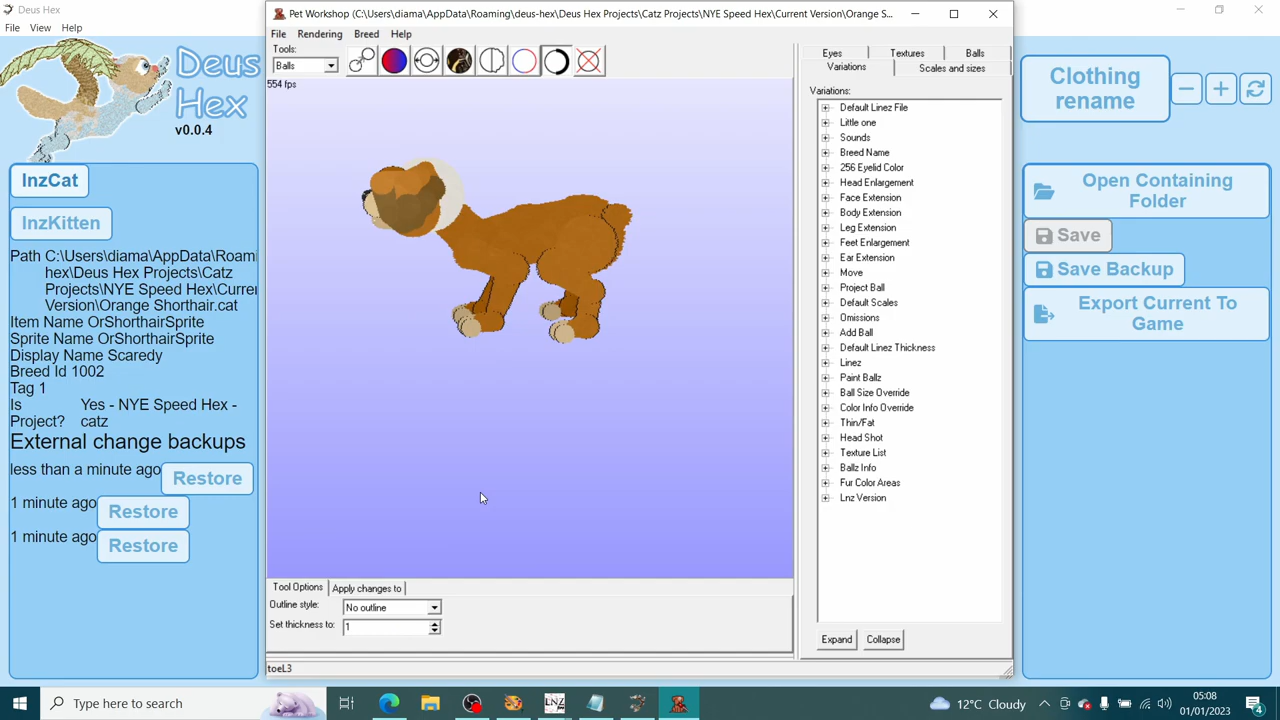 Deus Hex
File View Help
Deus
Hex
v0.0.4
lnzCat
lnzKitten
Path C:\Users\diama\AppData\Roami
hex\Deus Hex Projects\Catz
Projects\NYE Speed Hex\Current
Version\Orange Shorthair.cat
Item Name OrShorthairSprite
Sprite Name OrShorthairSprite
Display Name Scaredy
Breed Id 1002
Tag 1
Is Project? Yes - NYE Speed Hex - catz
External change backups
less than a minute ago Restore
1 minute ago Restore
1 minute ago Restore
Pet Workshop (C:\Users\diama\AppData\Roaming\deus-hex\Deus Hex Projects\Catz Projects\NYE Speed Hex\Current Version\Orange S...
File Rendering Breed Help
Tools:
Balls
554 fps
Tool Options Apply changes to
Outline style: No outline
Set thickness to: 1
toeL3
Eyes Textures Balls
Variations Scales and sizes
Variations:
Default Linez File
Little one
Sounds
Breed Name
256 Eyelid Color
Head Enlargement
Face Extension
Body Extension
Leg Extension
Feet Enlargement
Ear Extension
Move
Project Ball
Default Scales
Omissions
Add Ball
Default Linez Thickness
Linez
Paint Ballz
Ball Size Override
Color Info Override
Thin/Fat
Head Shot
Texture List
Ballz Info
Fur Color Areas
Lnz Version
Expand Collapse
Clothing
rename
Open Containing
Folder
Save
Save Backup
Export Current To
Game
Type here to search
LNZ
12°C Cloudy
05:08
01/01/2023
4